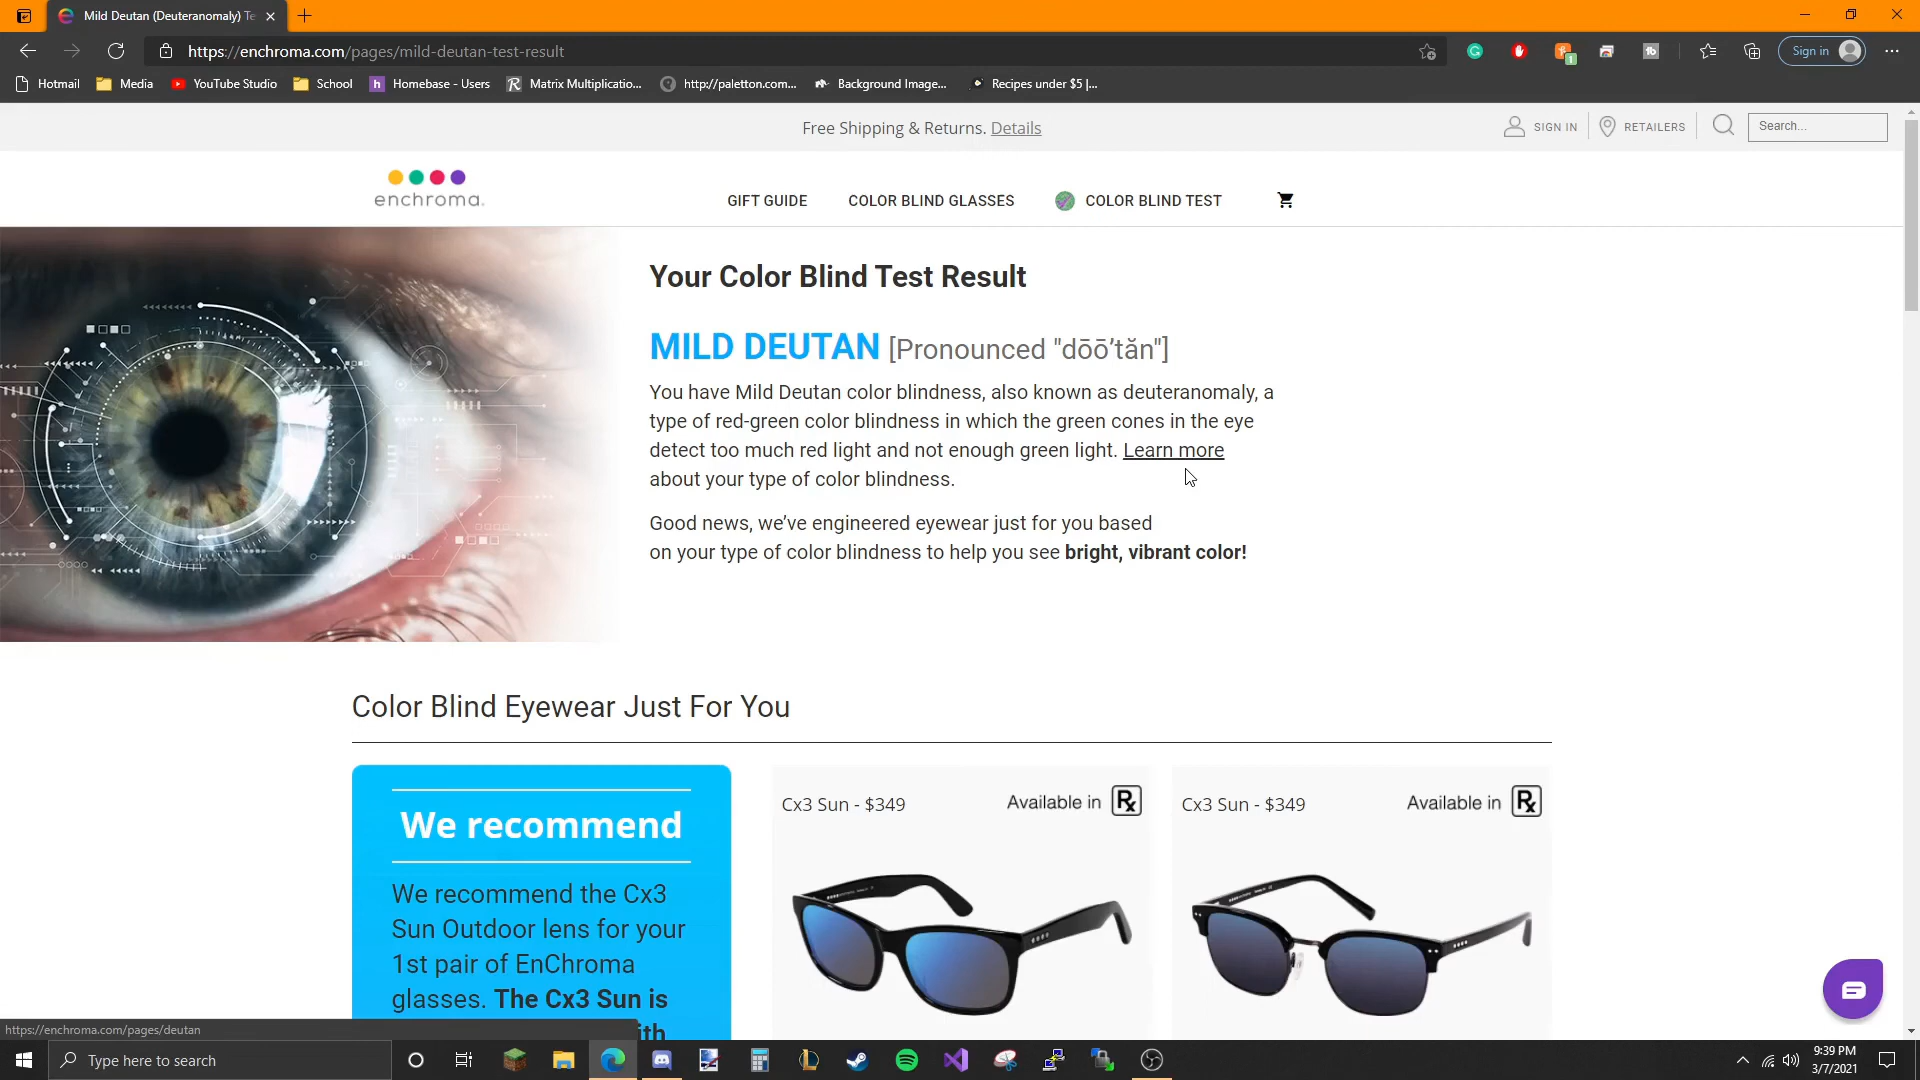 Mild Deutan (Deuteranomaly) Te
https://enchroma.com/pages/mild-deutan-test-result
Sign in
1
Hotmail
Media
YouTube Studio
School
h
Homebase - Users
R
Matrix Multiplicatio...
http://paletton.com...
Background Image...
Recipes under $5 |...
Free Shipping & Returns. Details
SIGN IN
RETAILERS
Search...
enchroma.
GIFT GUIDE
COLOR BLIND GLASSES
COLOR BLIND TEST
Your Color Blind Test Result
MILD DEUTAN [Pronounced "dōō′tăn"]
You have Mild Deutan color blindness, also known as deuteranomaly, a
type of red-green color blindness in which the green cones in the eye
detect too much red light and not enough green light. Learn more
about your type of color blindness.
Good news, we’ve engineered eyewear just for you based
on your type of color blindness to help you see bright, vibrant color!
Color Blind Eyewear Just For You
We recommend
We recommend the Cx3
Sun Outdoor lens for your
1st pair of EnChroma
glasses. The Cx3 Sun is
ith
Cx3 Sun - $349
Available in Rx
Cx3 Sun - $349
Available in Rx
https://enchroma.com/pages/deutan
Type here to search
9:39 PM
3/7/2021